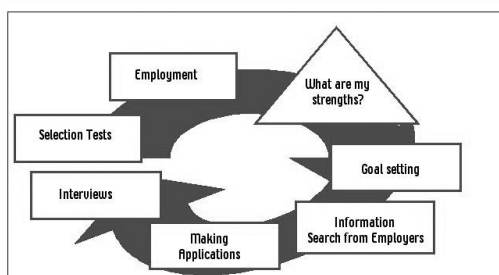 Employment
What are my
strengths?
Selection Tests
Goal setting
Interviews
Information
Search from Employers
Making
Applications